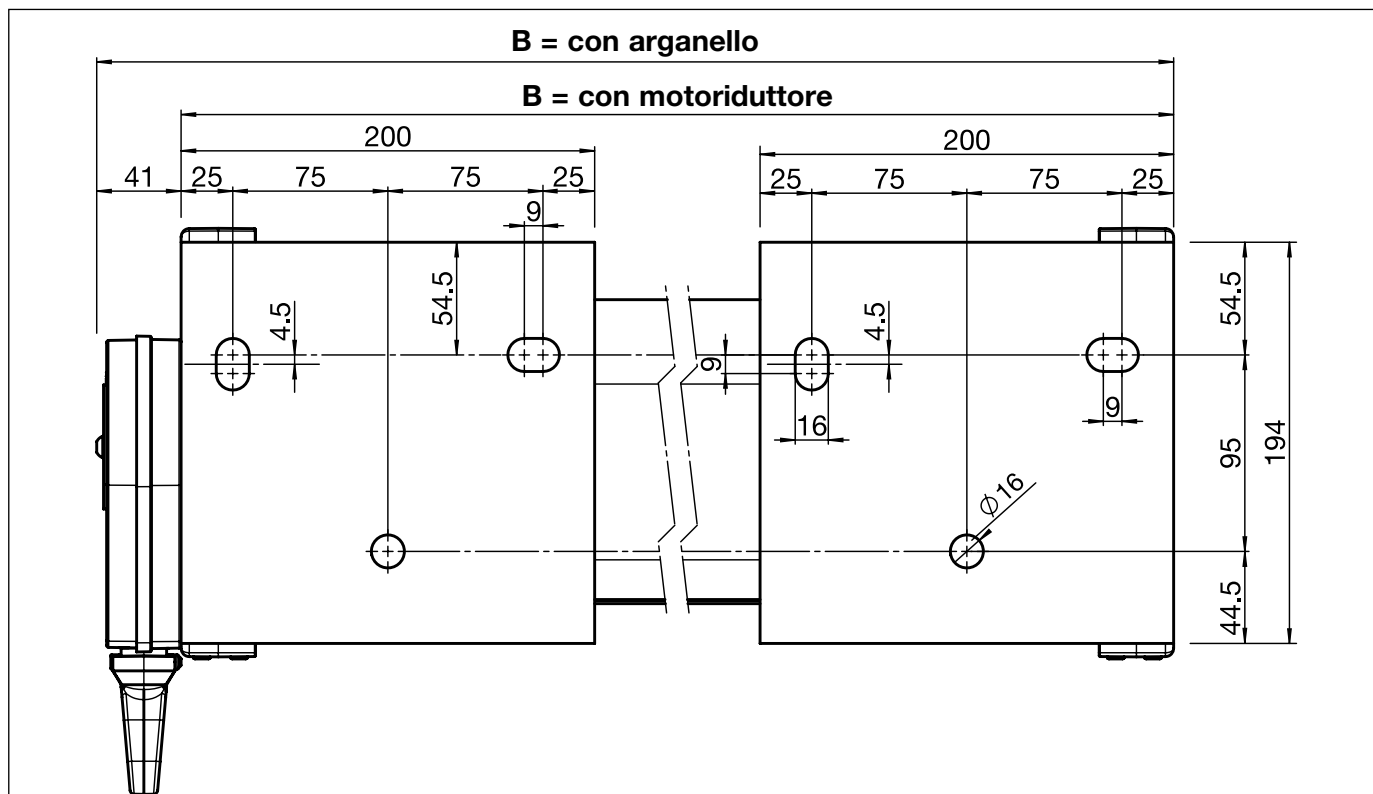 B = con arganello
B = con motoriduttore
200 200
41 25 75 75 25 25 75 75 25
9
54.5 54.5
4.5 4.5
9
16 9
95 194
Ø16
44.5